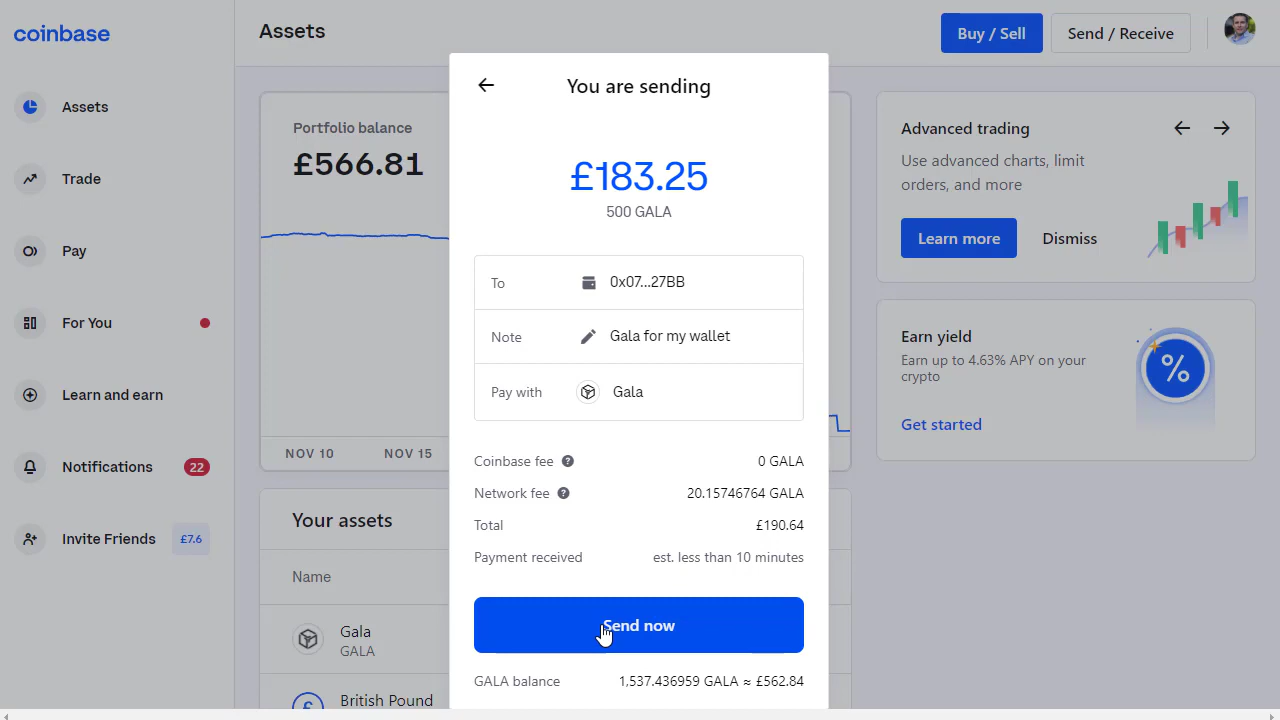 coinbase
Assets
Trade
Pay
For You
Learn and earn
Notifications
22
Invite Friends
£7.6
Assets
Buy / Sell
Send / Receive
Portfolio balance
£566.81
NOV 10
NOV 15
Your assets
Name
Gala
GALA
British Pound
You are sending
£183.25
500 GALA
To
0x07...27BB
Note
Gala for my wallet
Pay with
Gala
Coinbase fee
0 GALA
Network fee
20.15746764 GALA
Total
£190.64
Payment received
est. less than 10 minutes
Send now
GALA balance
1,537.436959 GALA ≈ £562.84
Advanced trading
Use advanced charts, limit
orders, and more
Learn more
Dismiss
Earn yield
Earn up to 4.63% APY on your
crypto
%
Get started